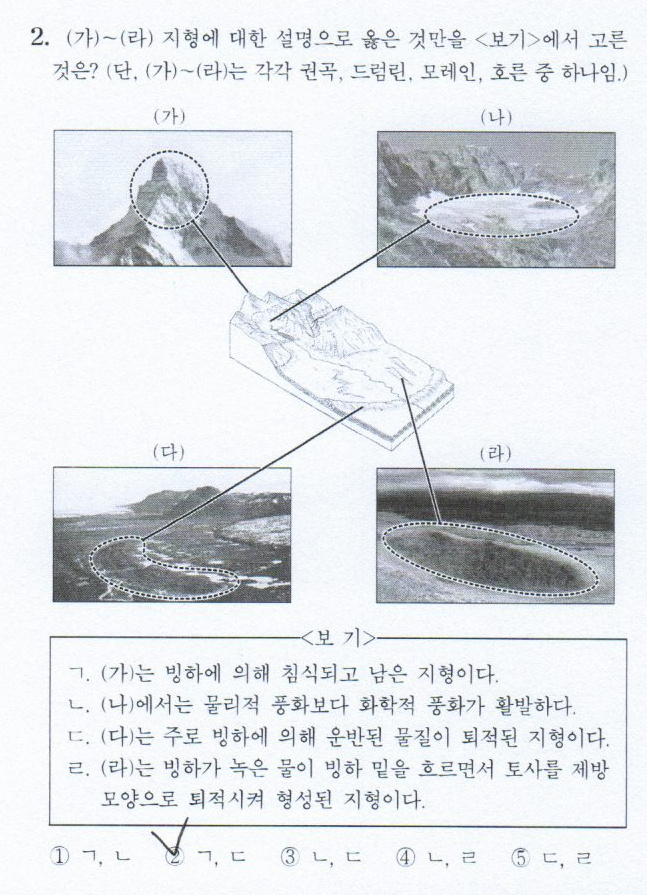 2. (가)~(라) 지형에 대한 설명으로 옳은 것만을 <보기>에서 고른
것은? (단, (가)~(라)는 각각 권곡, 드럼린, 모레인, 호른 중 하나임.)
(가)
(나)
(다)
(라)
<보 기>
ㄱ. (가)는 빙하에 의해 침식되고 남은 지형이다.
ㄴ. (나)에서는 물리적 풍화보다 화학적 풍화가 활발하다.
ㄷ. (다)는 주로 빙하에 의해 운반된 물질이 퇴적된 지형이다.
ㄹ. (라)는 빙하가 녹은 물이 빙하 밑을 흐르면서 토사를 제방
모양으로 퇴적시켜 형성된 지형이다.
① ㄱ, ㄴ ② ㄱ, ㄷ ③ ㄴ, ㄷ ④ ㄴ, ㄹ ⑤ ㄷ, ㄹ